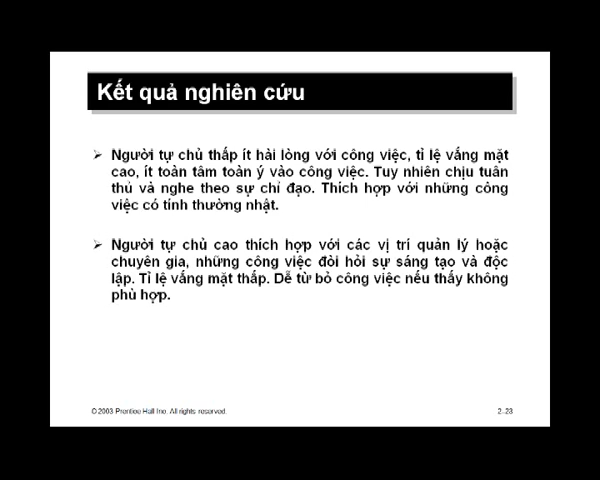 Kết quả nghiên cứu
Người tự chủ thấp ít hài lòng với công việc, tỉ lệ vắng mặt
cao, ít toàn tâm toàn ý vào công việc. Tuy nhiên chịu tuân
thủ và nghe theo sự chỉ đạo. Thích hợp với những công
việc có tính thường nhật.
Người tự chủ cao thích hợp với các vị trí quản lý hoặc
chuyên gia, những công việc đòi hỏi sự sáng tạo và độc
lập. Tỉ lệ vắng mặt thấp. Dễ từ bỏ công việc nếu thấy không
phù hợp.
© 2003 Prentice Hall Inc. All rights reserved.
2–23